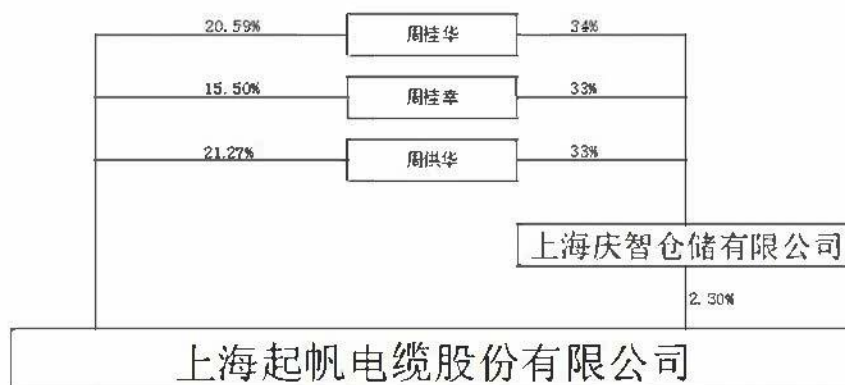 20.59% 周桂华 34%
15.50% 周桂幸 33%
21.27% 周供华 33%
上海庆智仓储有限公司
2.30%
上海起帆电缆股份有限公司